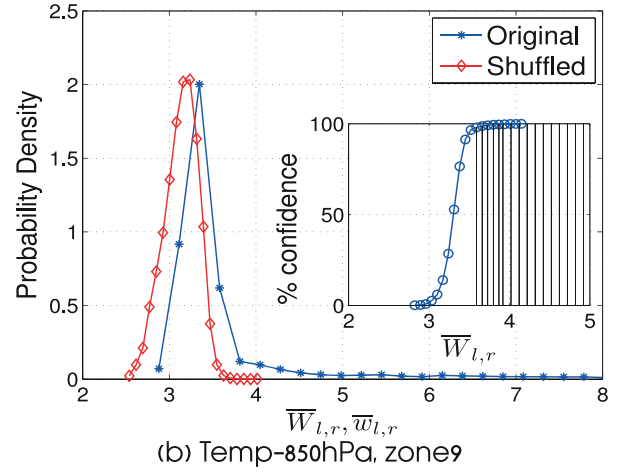 Original
Shuffled
Probability Density
2.5
2
1.5
1
0.5
0
2 3 4 5 6 7 8
% confidence
100
50
0
2 3 4 5
W̅l,r
W̅l,r, w̅l,r
(b) Temp-850hPa, zone9